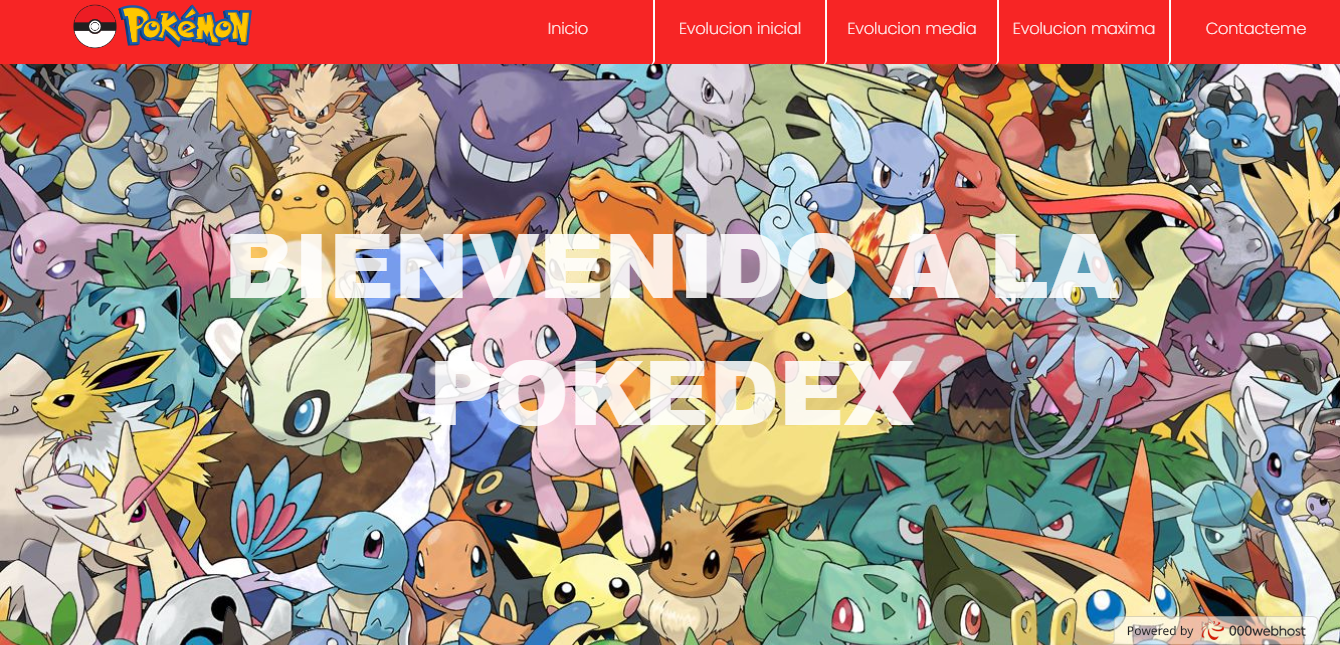 Pokémon
Inicio
Evolucion inicial
Evolucion media
Evolucion maxima
Contacteme
BIENVENIDO A LA
POKEDEX
Powered by 000webhost